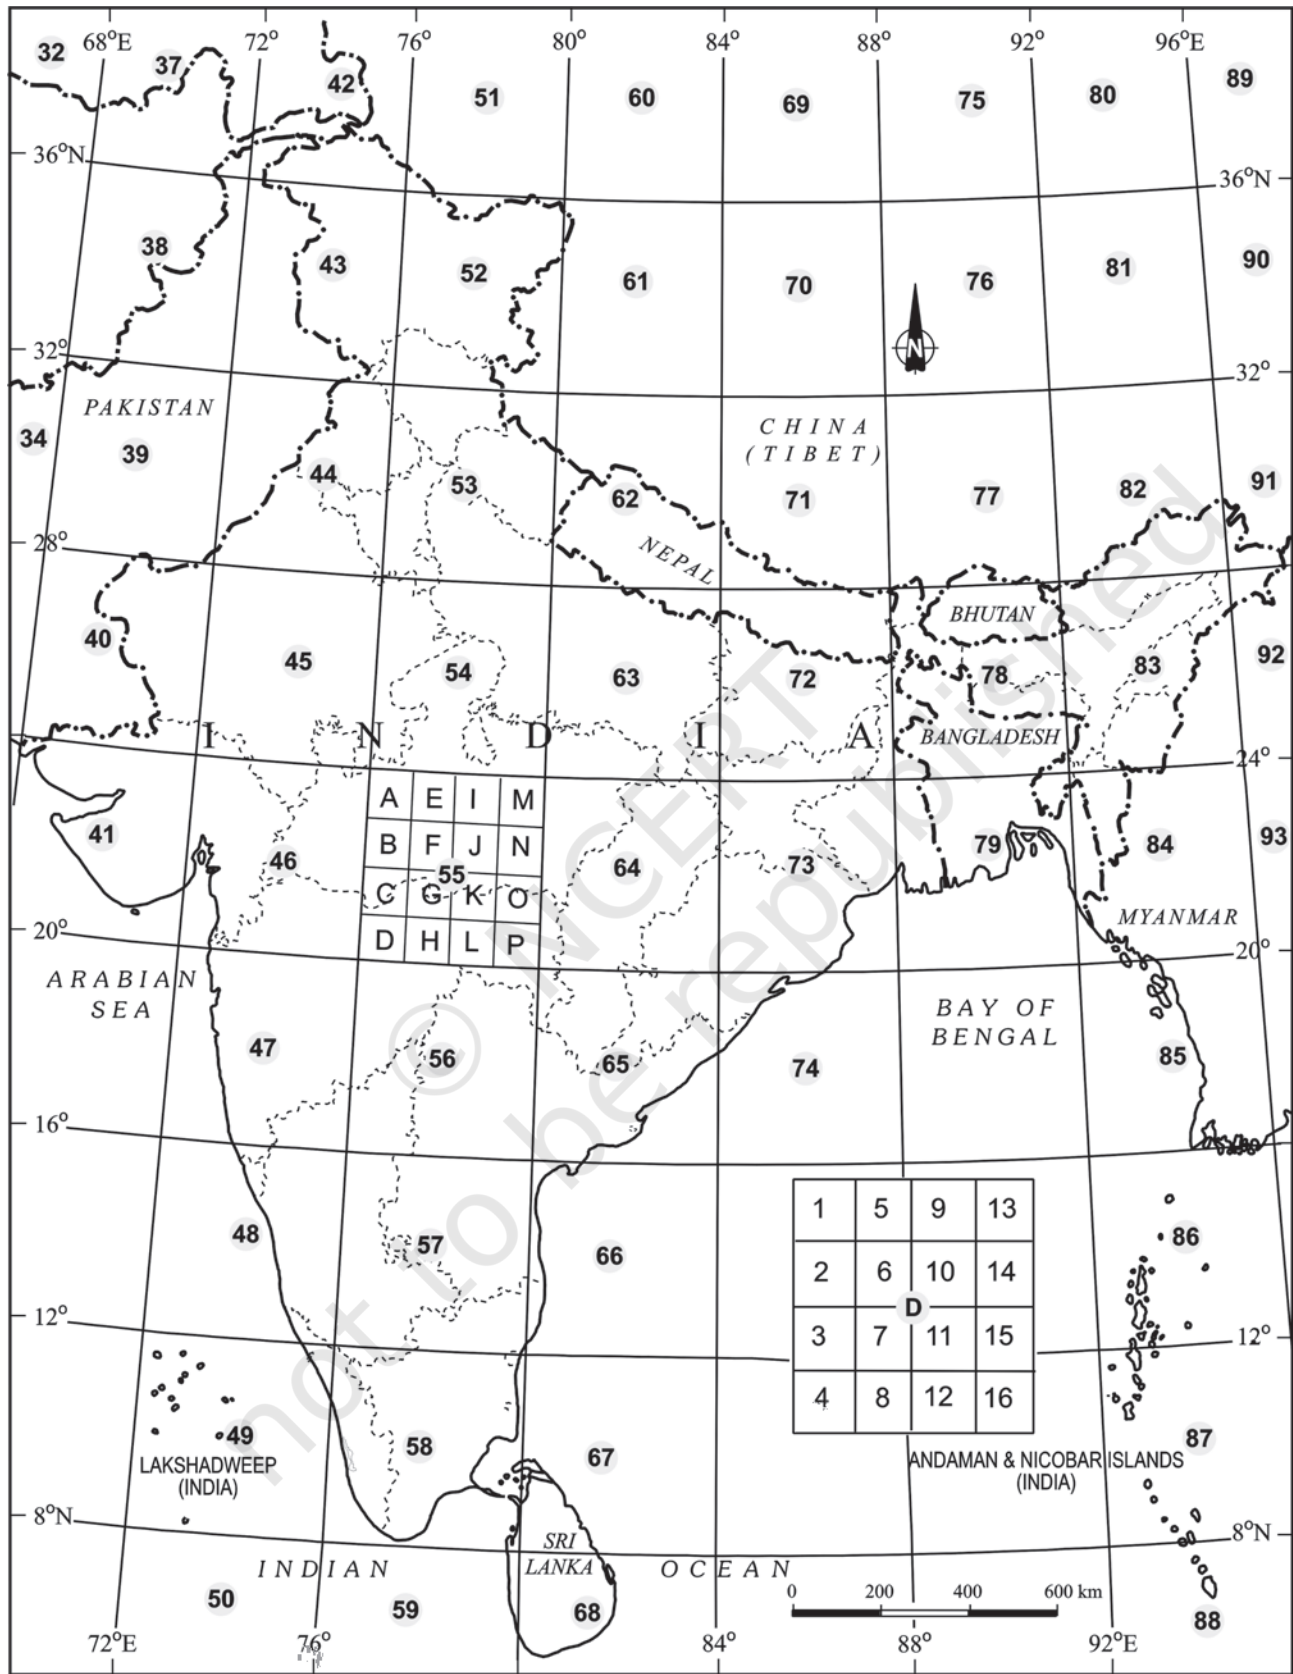 68°E 72° 76° 80° 84° 88° 92° 96°E
32 37 42 51 60 69 75 80 89
36°N 36°N
38 43 52 61 70 76 81 90
N
32° 32°
PAKISTAN
CHINA
(TIBET)
34 39 44 53 62 71 77 82 91
28°
NEPAL
BHUTAN
40 45 54 63 72 78 83 92
I N D I A
BANGLADESH
24°
A E I M
B F J N
55
C G K O
D H L P
41 46 64 73 79 84 93
MYANMAR
20° 20°
ARABIAN
SEA
BAY OF
BENGAL
47 56 65 74 85
16°
1 5 9 13
2 6 10 14
D
3 7 11 15
4 8 12 16
48 57 66 86
12° 12°
49 58 67 87
LAKSHADWEEP
(INDIA)
ANDAMAN & NICOBAR ISLANDS
(INDIA)
8°N 8°N
SRI
LANKA
INDIAN OCEAN
0 200 400 600 km
50 59 68 88
72°E 76° 84° 88° 92°E
© NCERT
not to be republished